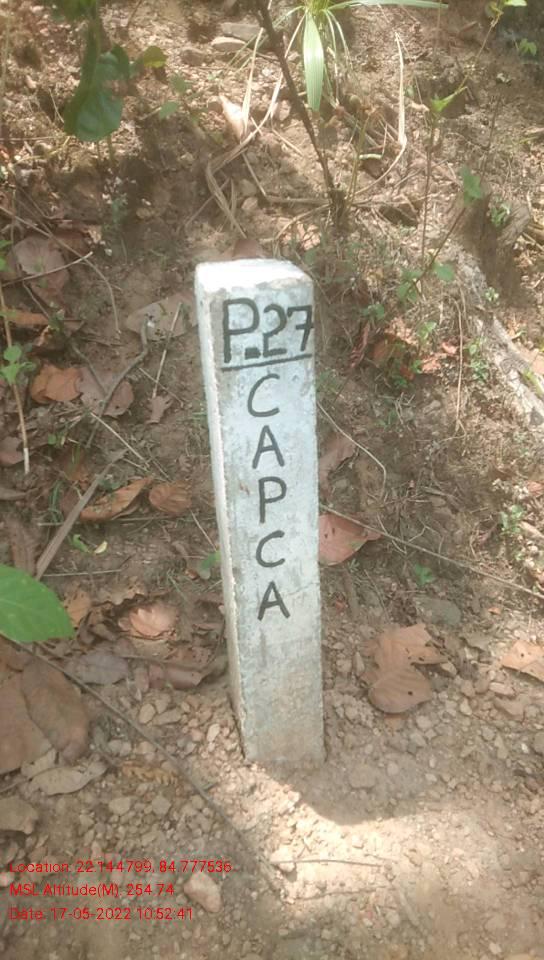 P.27
C
A
P
C
A
Location: 22.144799, 84.777536
MSL Altitude(M): 254.74
Date: 17-05-2022 10:52:41